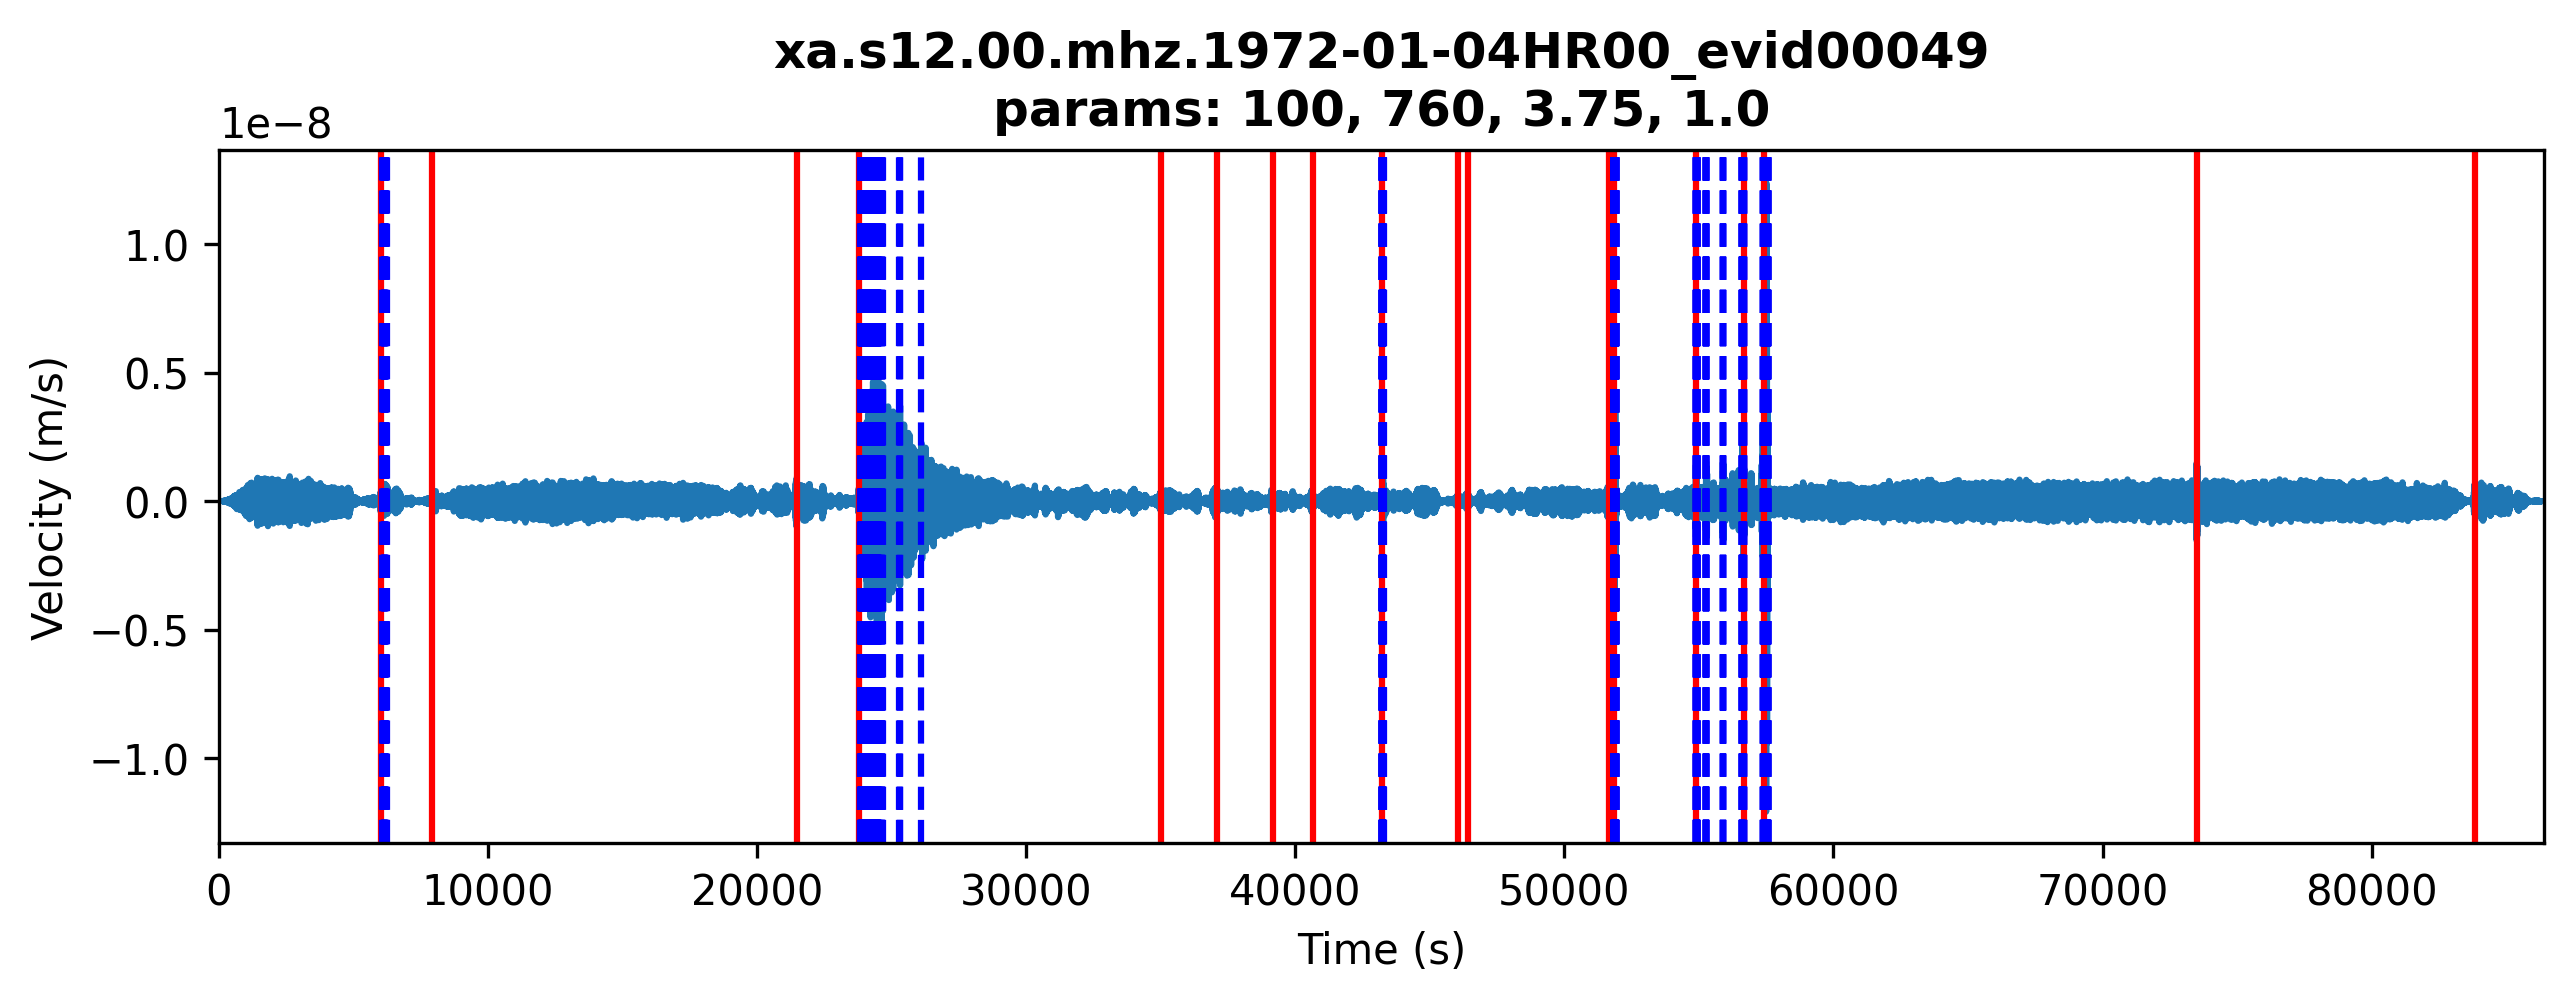 xa.s12.00.mhz.1972-01-04HR00_evid00049
params: 100, 760, 3.75, 1.0
1e−8
1.0
0.5
0.0
−0.5
−1.0
Velocity (m/s)
0 10000 20000 30000 40000 50000 60000 70000 80000
Time (s)